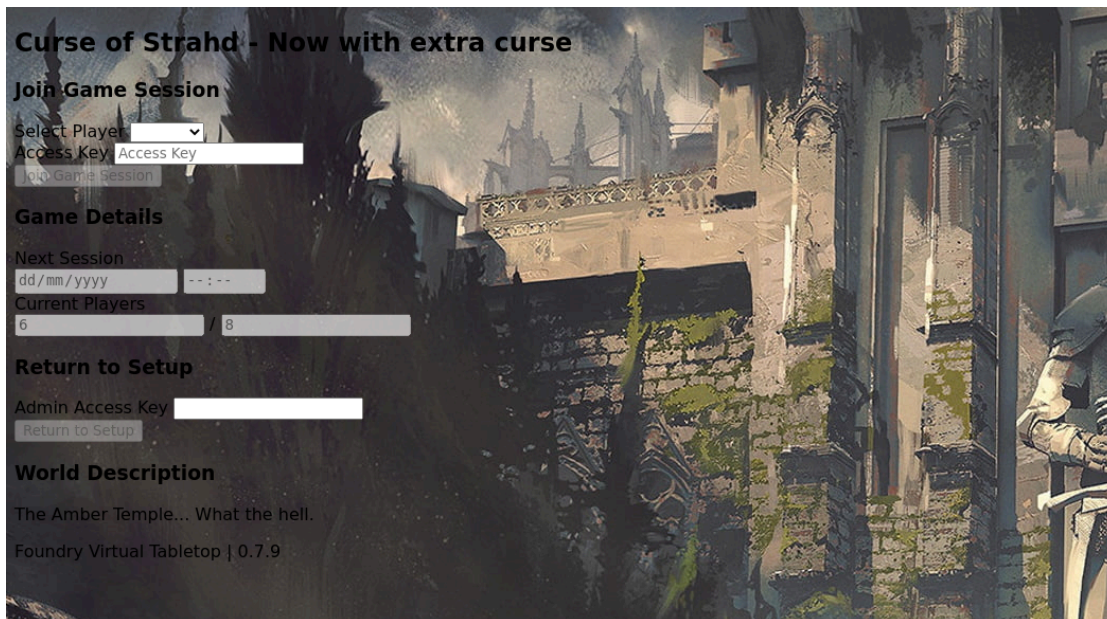 Curse of Strahd - Now with extra curse
Join Game Session
Select Player
Access Key Access Key
Join Game Session
Game Details
Next Session
dd/mm/yyyy --:--
Current Players
6 / 8
Return to Setup
Admin Access Key
Return to Setup
World Description
The Amber Temple... What the hell.
Foundry Virtual Tabletop | 0.7.9